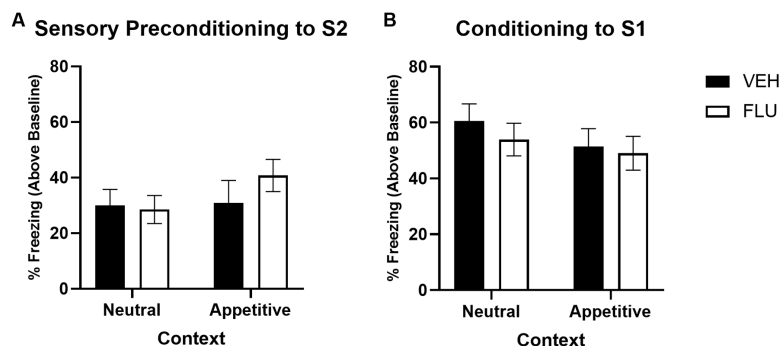 A Sensory Preconditioning to S2
% Freezing (Above Baseline)
80
60
40
20
0
Neutral Appetitive
Context
B Conditioning to S1
% Freezing (Above Baseline)
80
60
40
20
0
Neutral Appetitive
Context
VEH
FLU